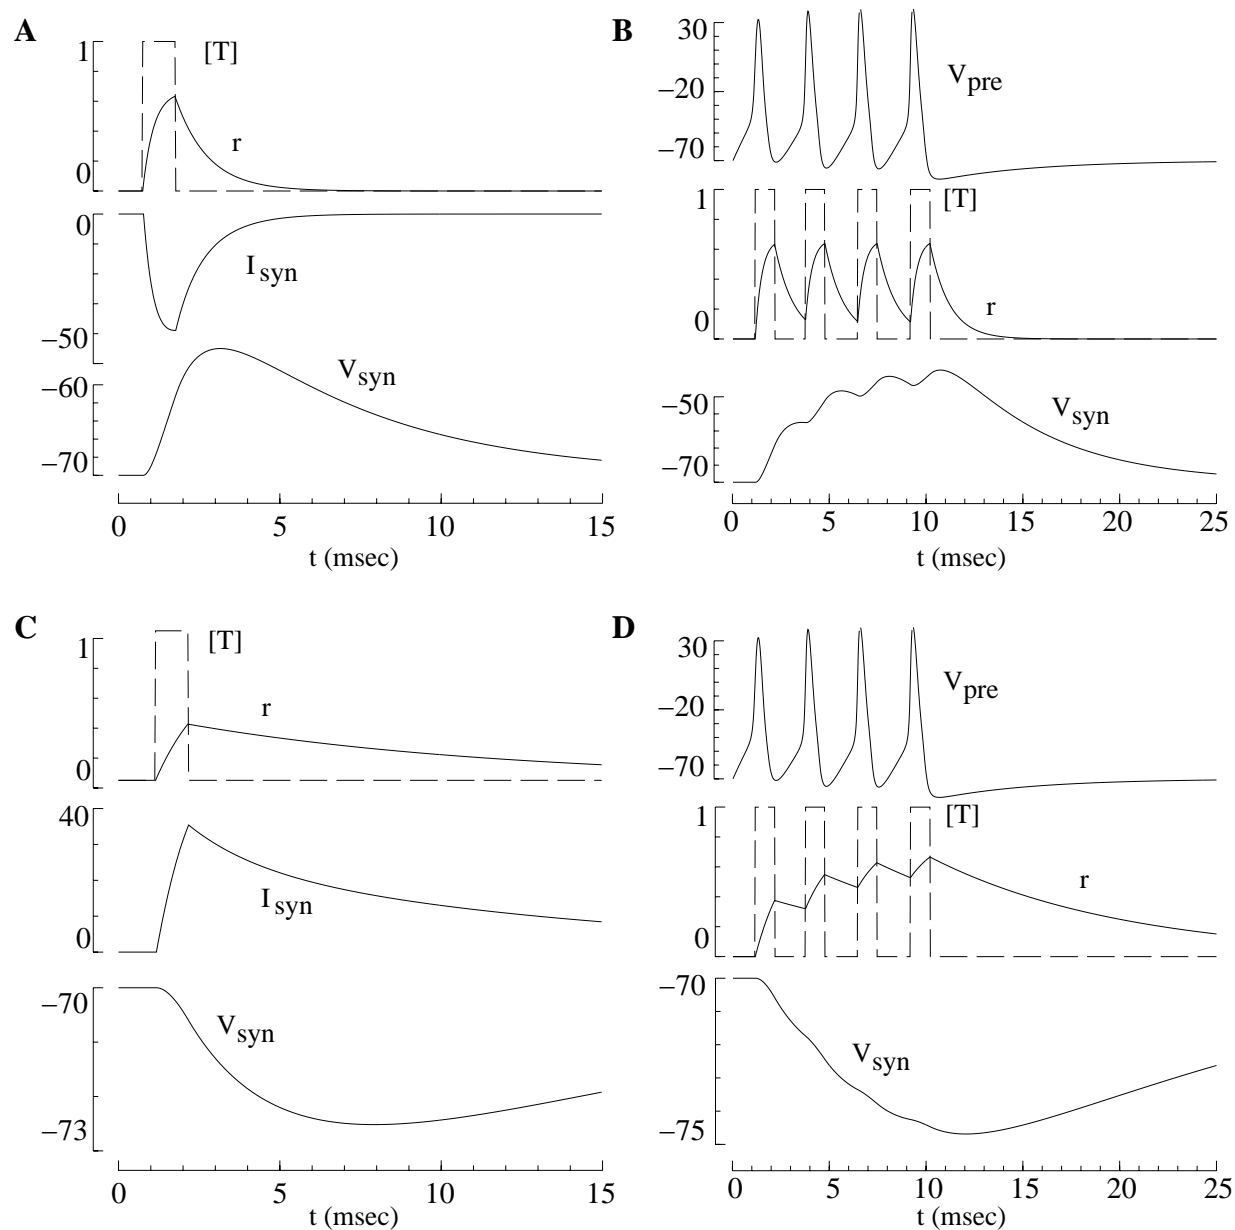 A
1
[T]
r
0
0
I syn
−50
V syn
−60
−70
0 5 10 15
t (msec)
B
30
V pre
−20
−70
1
[T]
r
0
−50
V syn
−70
0 5 10 15 20 25
t (msec)
C
1
[T]
r
0
40
I syn
0
−70
V syn
−73
0 5 10 15
t (msec)
D
30
V pre
−20
−70
1
[T]
r
0
−70
V syn
−75
0 5 10 15 20 25
t (msec)